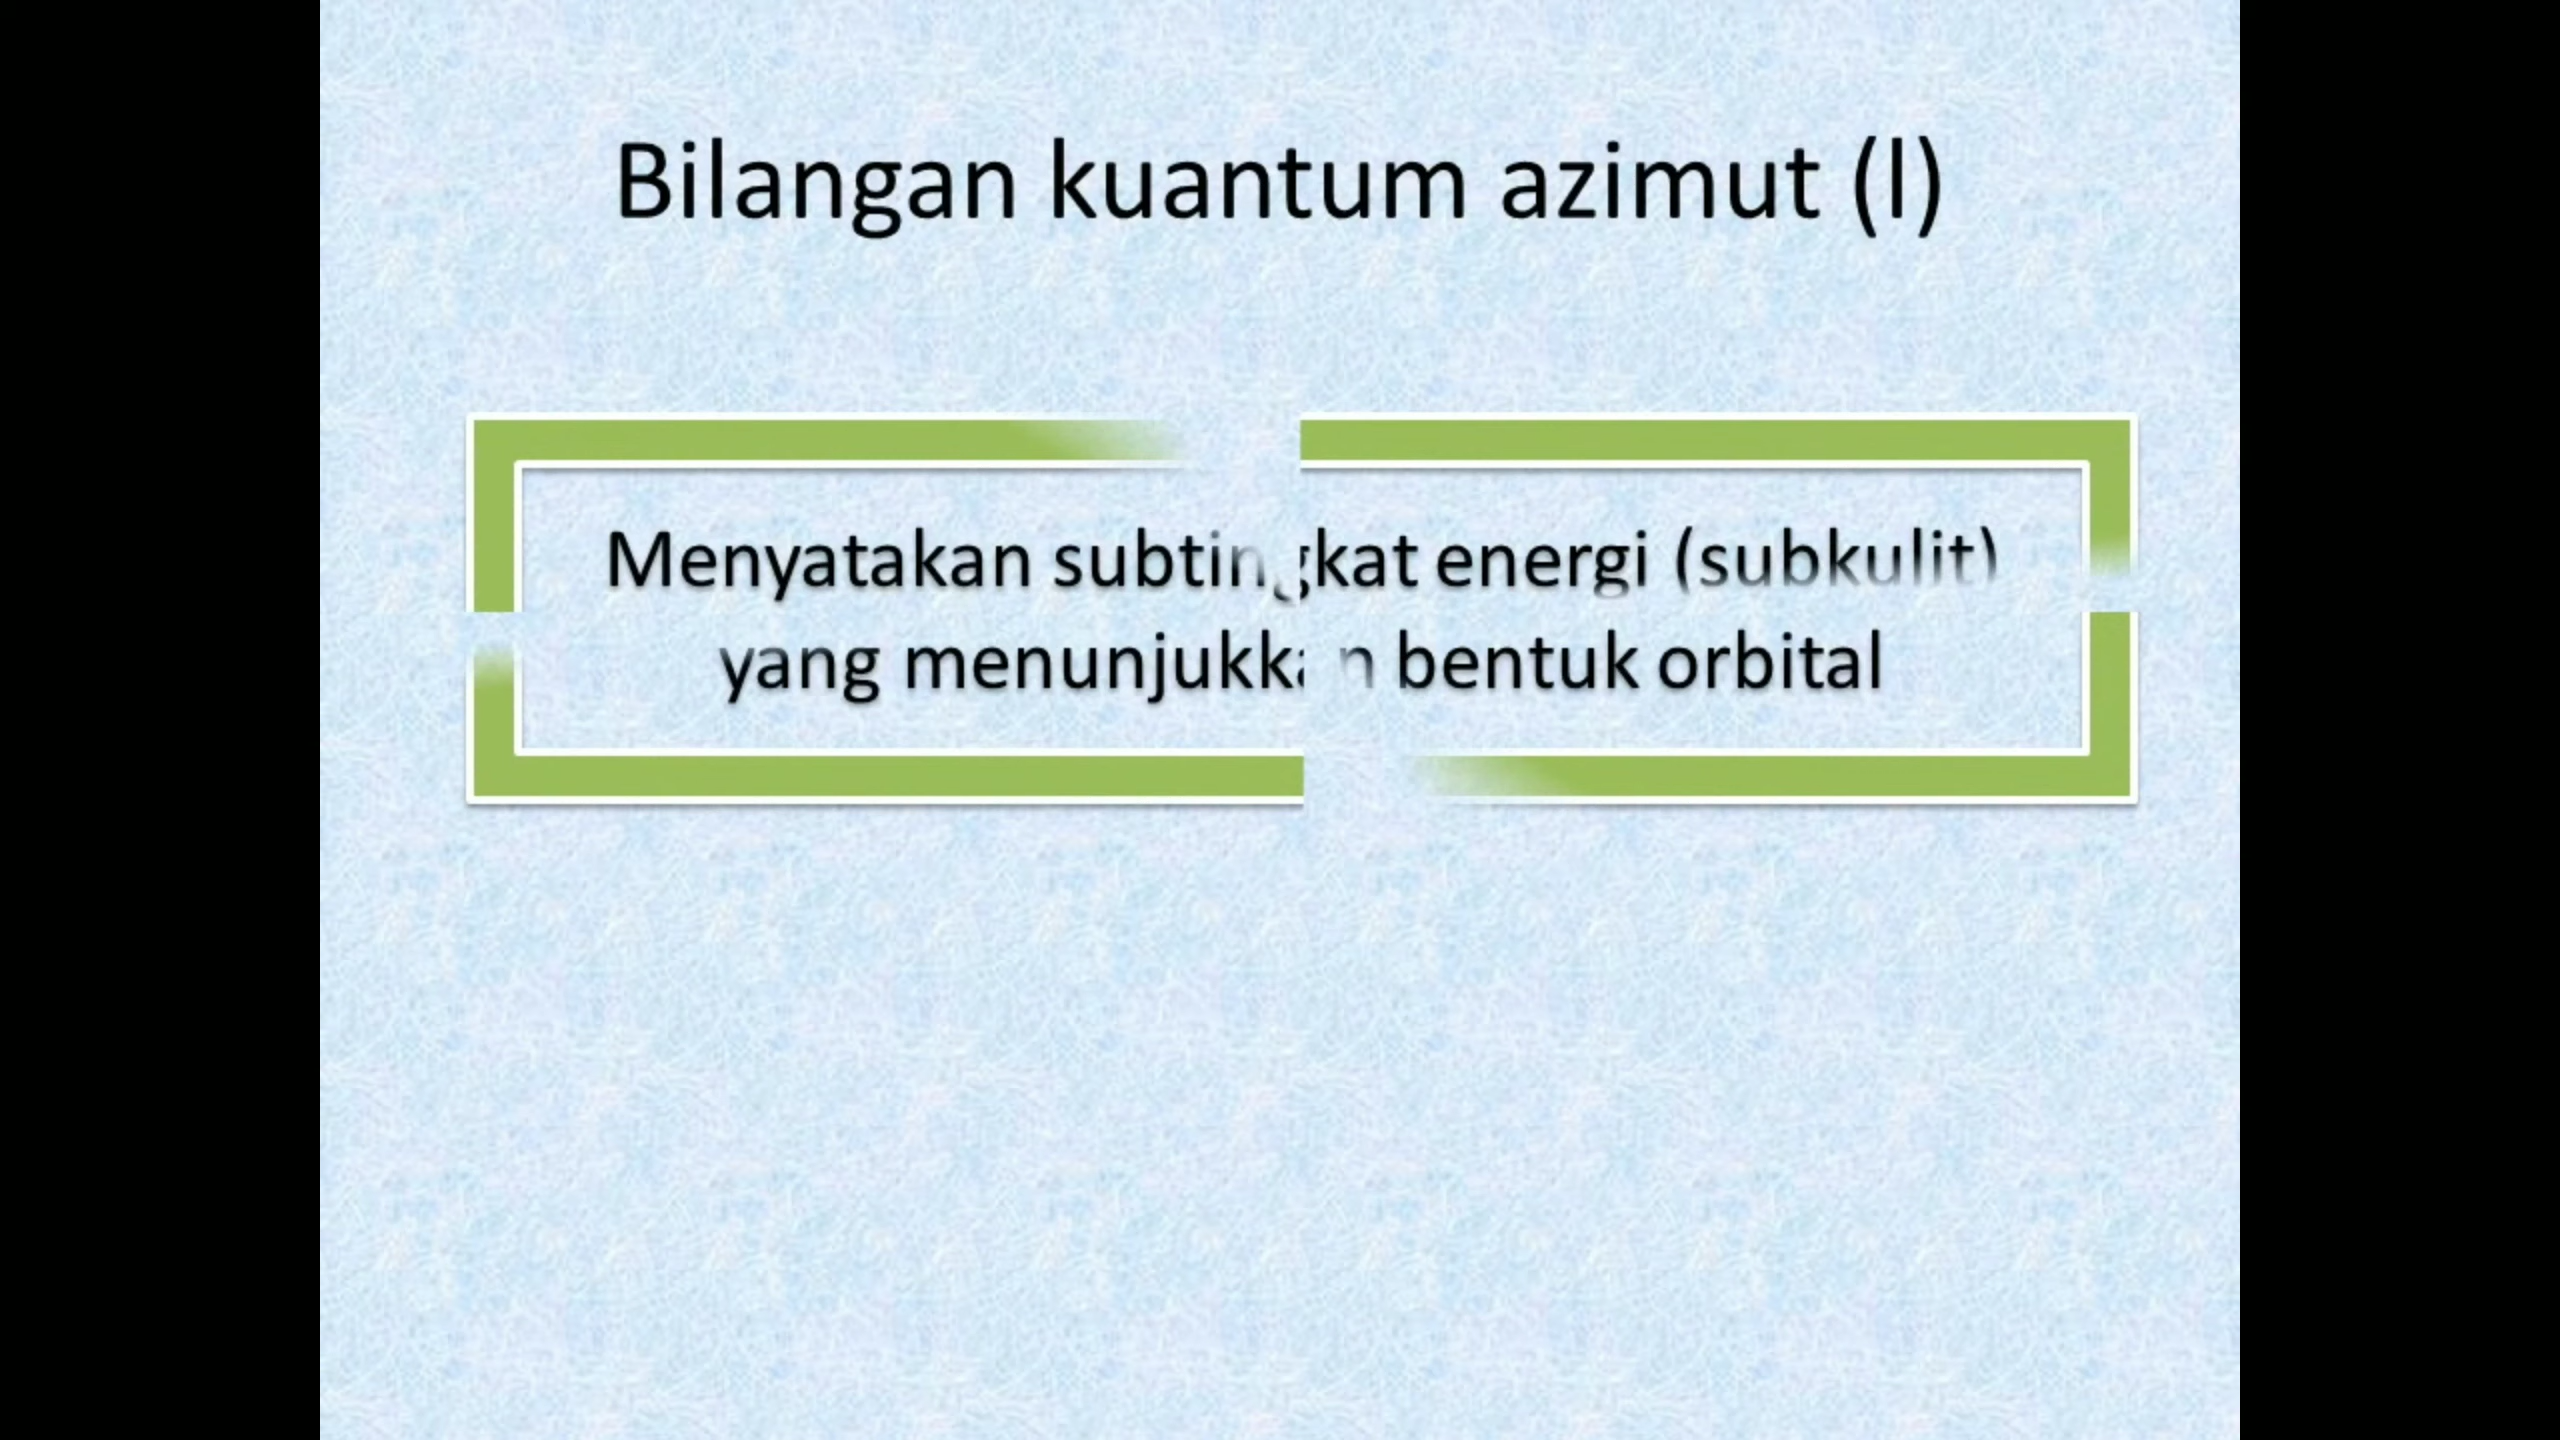 Bilangan kuantum azimut (l)
Menyatakan subtingkat energi (subkulit)
yang menunjukkan bentuk orbital